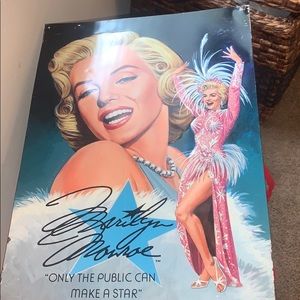 Marilyn
Monroe
"ONLY THE PUBLIC CAN
MAKE A STAR"